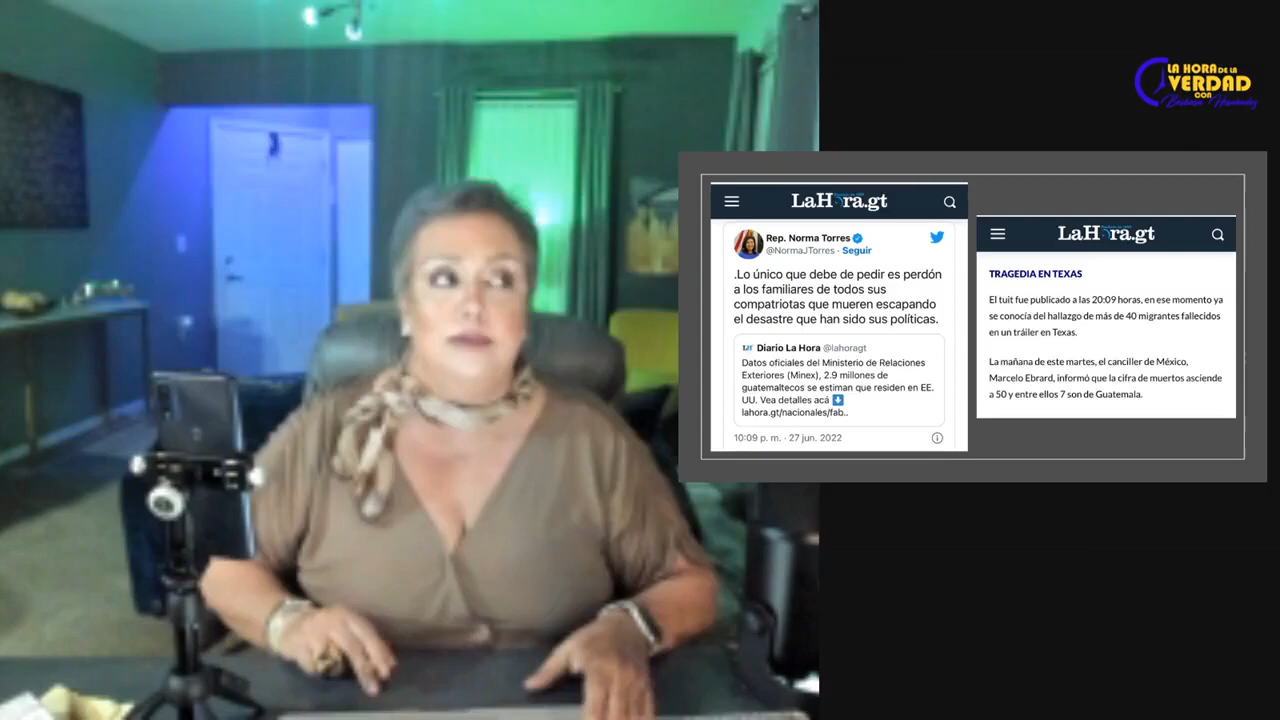 LA HORA DE LA
VERDAD
CON
Barbara Hernández
LaHora.gt
Rep. Norma Torres
@NormaJTorres · Seguir
.Lo único que debe de pedir es perdón
a los familiares de todos sus
compatriotas que mueren escapando
el desastre que han sido sus políticas.
Diario La Hora @lahoragt
Datos oficiales del Ministerio de Relaciones
Exteriores (Minex), 2.9 millones de
guatemaltecos se estiman que residen en EE.
UU. Vea detalles acá ⬇
lahora.gt/nacionales/fab..
10:09 p. m. · 27 jun. 2022
LaHora.gt
TRAGEDIA EN TEXAS
El tuit fue publicado a las 20:09 horas, en ese momento ya
se conocía del hallazgo de más de 40 migrantes fallecidos
en un tráiler en Texas.
La mañana de este martes, el canciller de México,
Marcelo Ebrard, informó que la cifra de muertos asciende
a 50 y entre ellos 7 son de Guatemala.